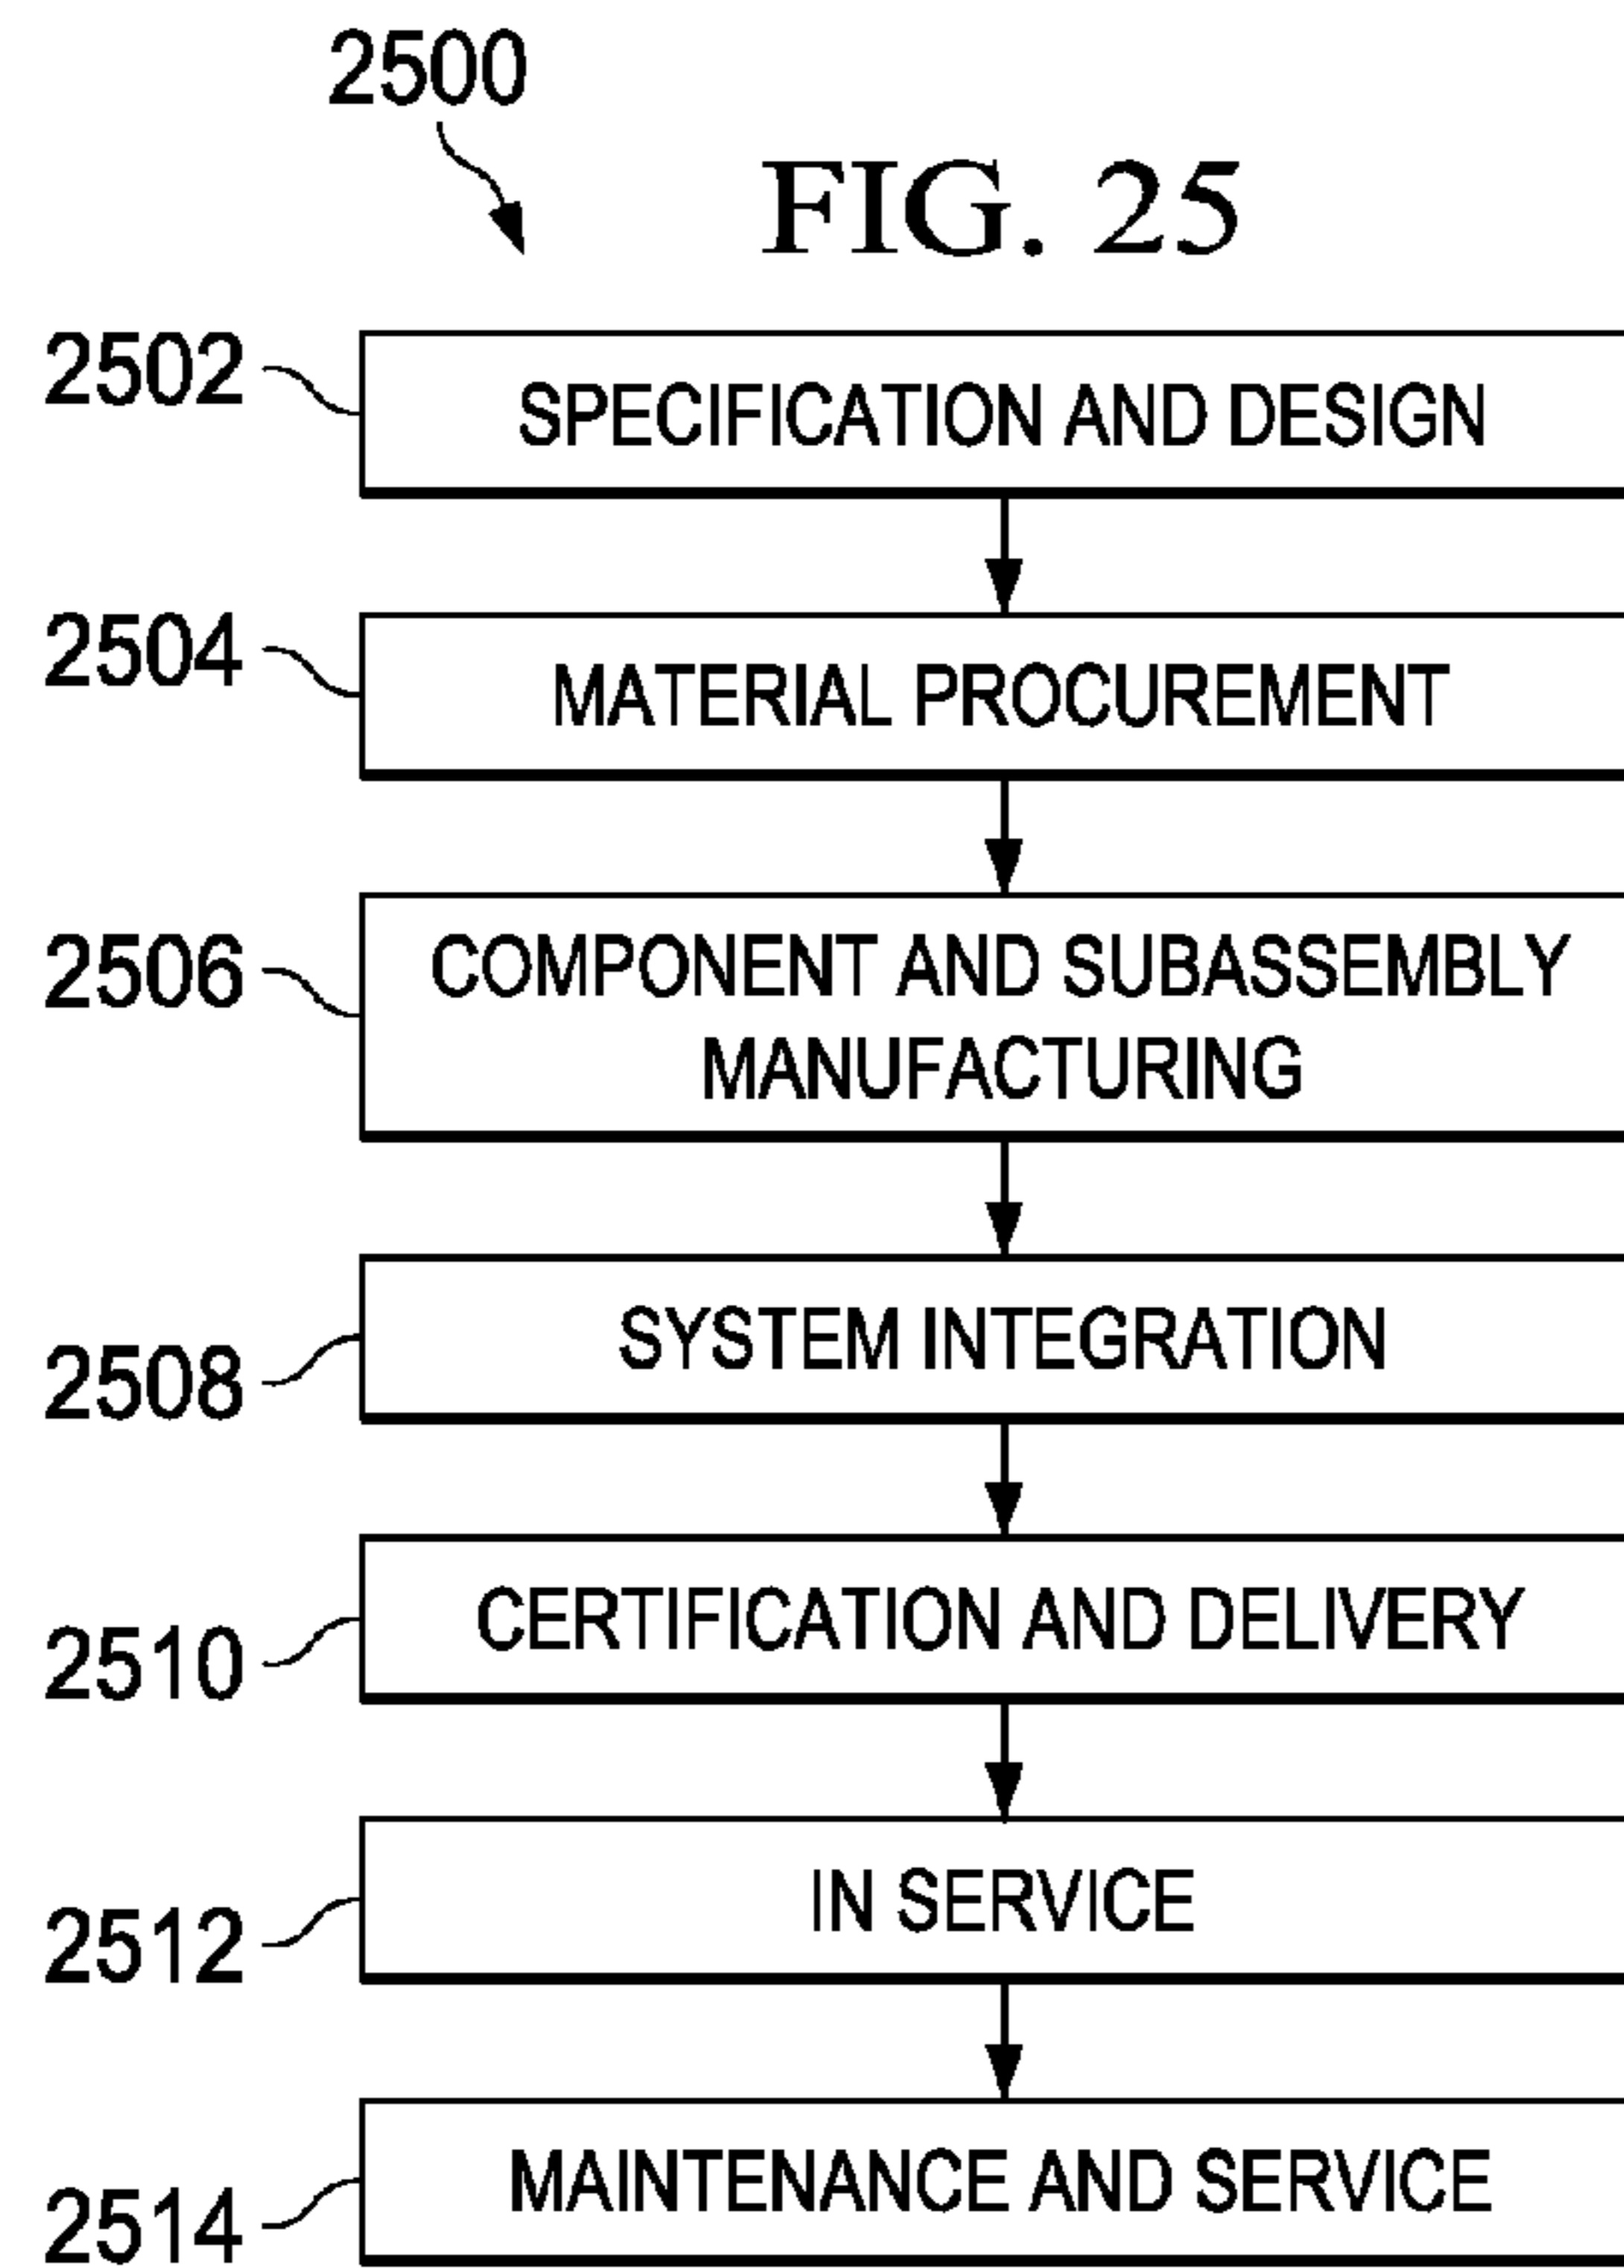 2500
FIG. 25
2502
SPECIFICATION AND DESIGN
2504
MATERIAL PROCUREMENT
2506
COMPONENT AND SUBASSEMBLY
MANUFACTURING
2508
SYSTEM INTEGRATION
2510
CERTIFICATION AND DELIVERY
2512
IN SERVICE
2514
MAINTENANCE AND SERVICE